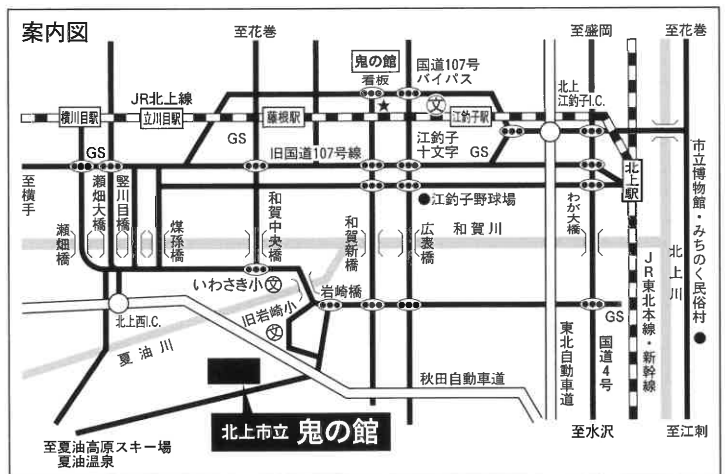 案内図
至花巻
至盛岡
至花巻
鬼の館
看板
国道107号
バイパス
北上
江釣子I.C.
JR北上線
横川目駅
立川目駅
藤根駅
文
江釣子駅
GS
GS
江釣子
十文字
GS
旧国道107号線
北上駅
至横手
瀬畑大橋
竪川目橋
江釣子野球場
わが大橋
市立博物館・みちのく民俗村
瀬畑橋
煤孫橋
和賀中央橋
和賀新橋
広表橋
和賀川
北上川
JR東北本線・新幹線
いわさき小
文
岩崎橋
旧岩崎小
文
北上西I.C.
夏油川
GS
東北自動車道
国道4号
秋田自動車道
北上市立 鬼の館
至夏油高原スキー場
夏油温泉
至水沢
至江刺